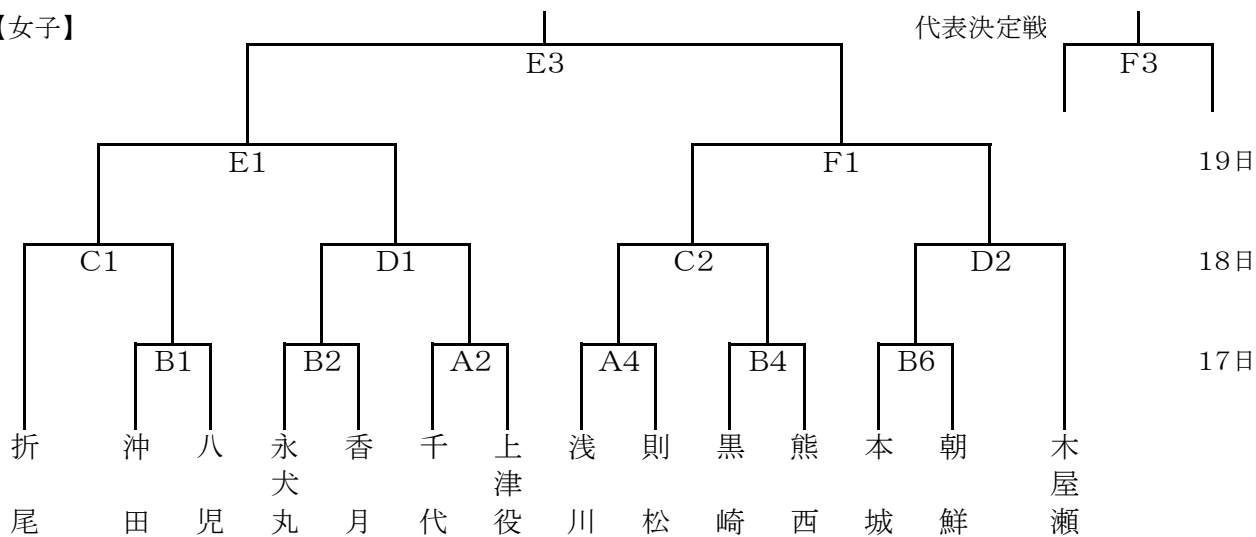 【女子】
代表決定戦
E3
F3
E1
F1
19日
C1
D1
C2
D2
18日
B1
B2
A2
A4
B4
B6
17日
折尾
沖田
八児
永犬丸
香月
千代
上津役
浅川
則松
黒崎
熊西
本城
朝鮮
木屋瀬